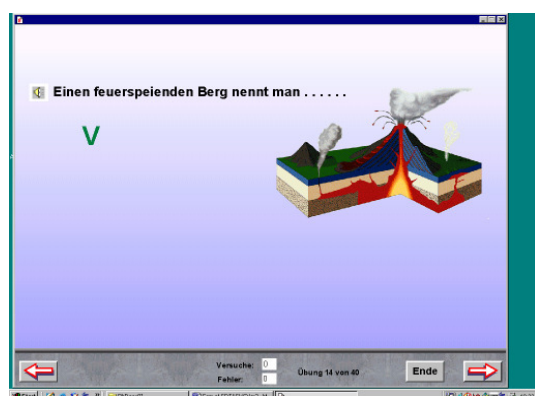 Einen feuerspeienden Berg nennt man . . . . . .
V
Versuche: 0
Fehler: 0
Übung 14 von 40
Ende